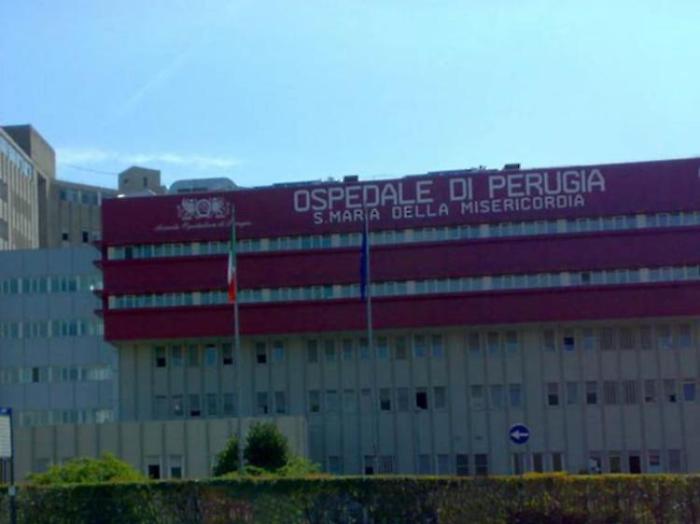 OSPEDALE DI PERUGIA
S. MARIA DELLA MISERICORDIA